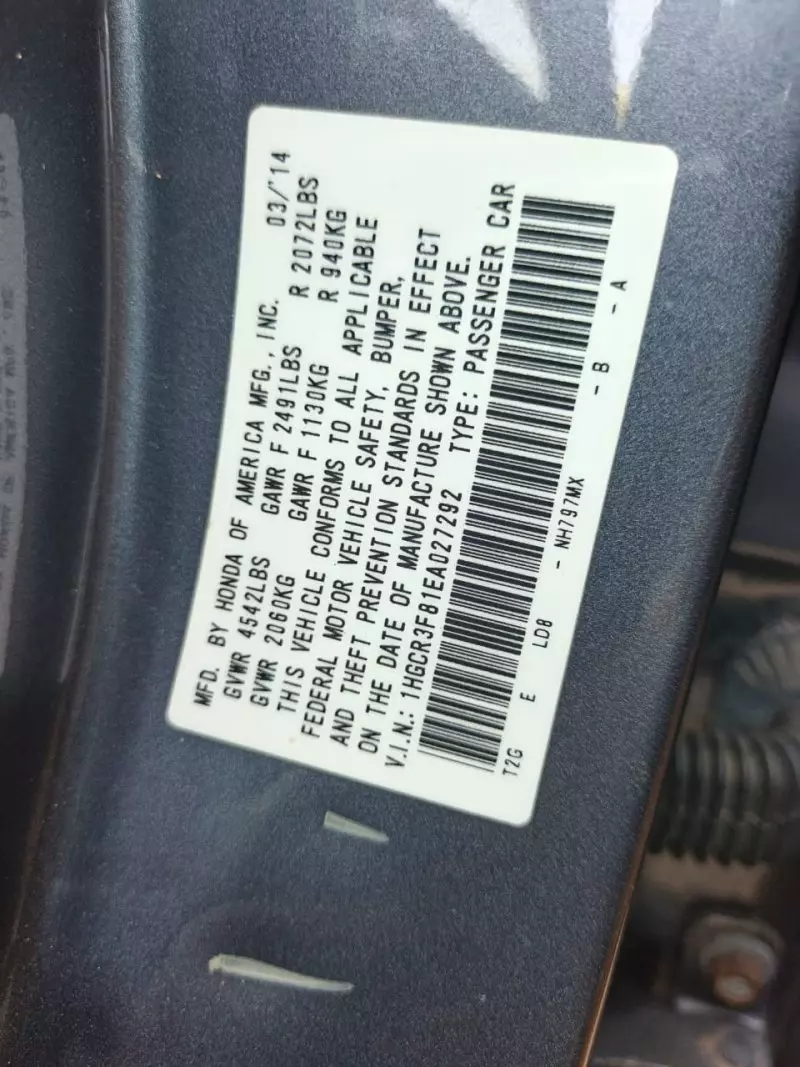 MFD. BY HONDA OF AMERICA MFG., INC. 03/'14
GVWR 4542LBS GAWR F 2491LBS R 2072LBS
GVWR 2060KG GAWR F 1130KG R 940KG
THIS VEHICLE CONFORMS TO ALL APPLICABLE
FEDERAL MOTOR VEHICLE SAFETY, BUMPER,
AND THEFT PREVENTION STANDARDS IN EFFECT
ON THE DATE OF MANUFACTURE SHOWN ABOVE.
V.I.N.: 1HGCR3F81EA027292 TYPE: PASSENGER CAR
T2G E LD8 - NH797MX - B - A